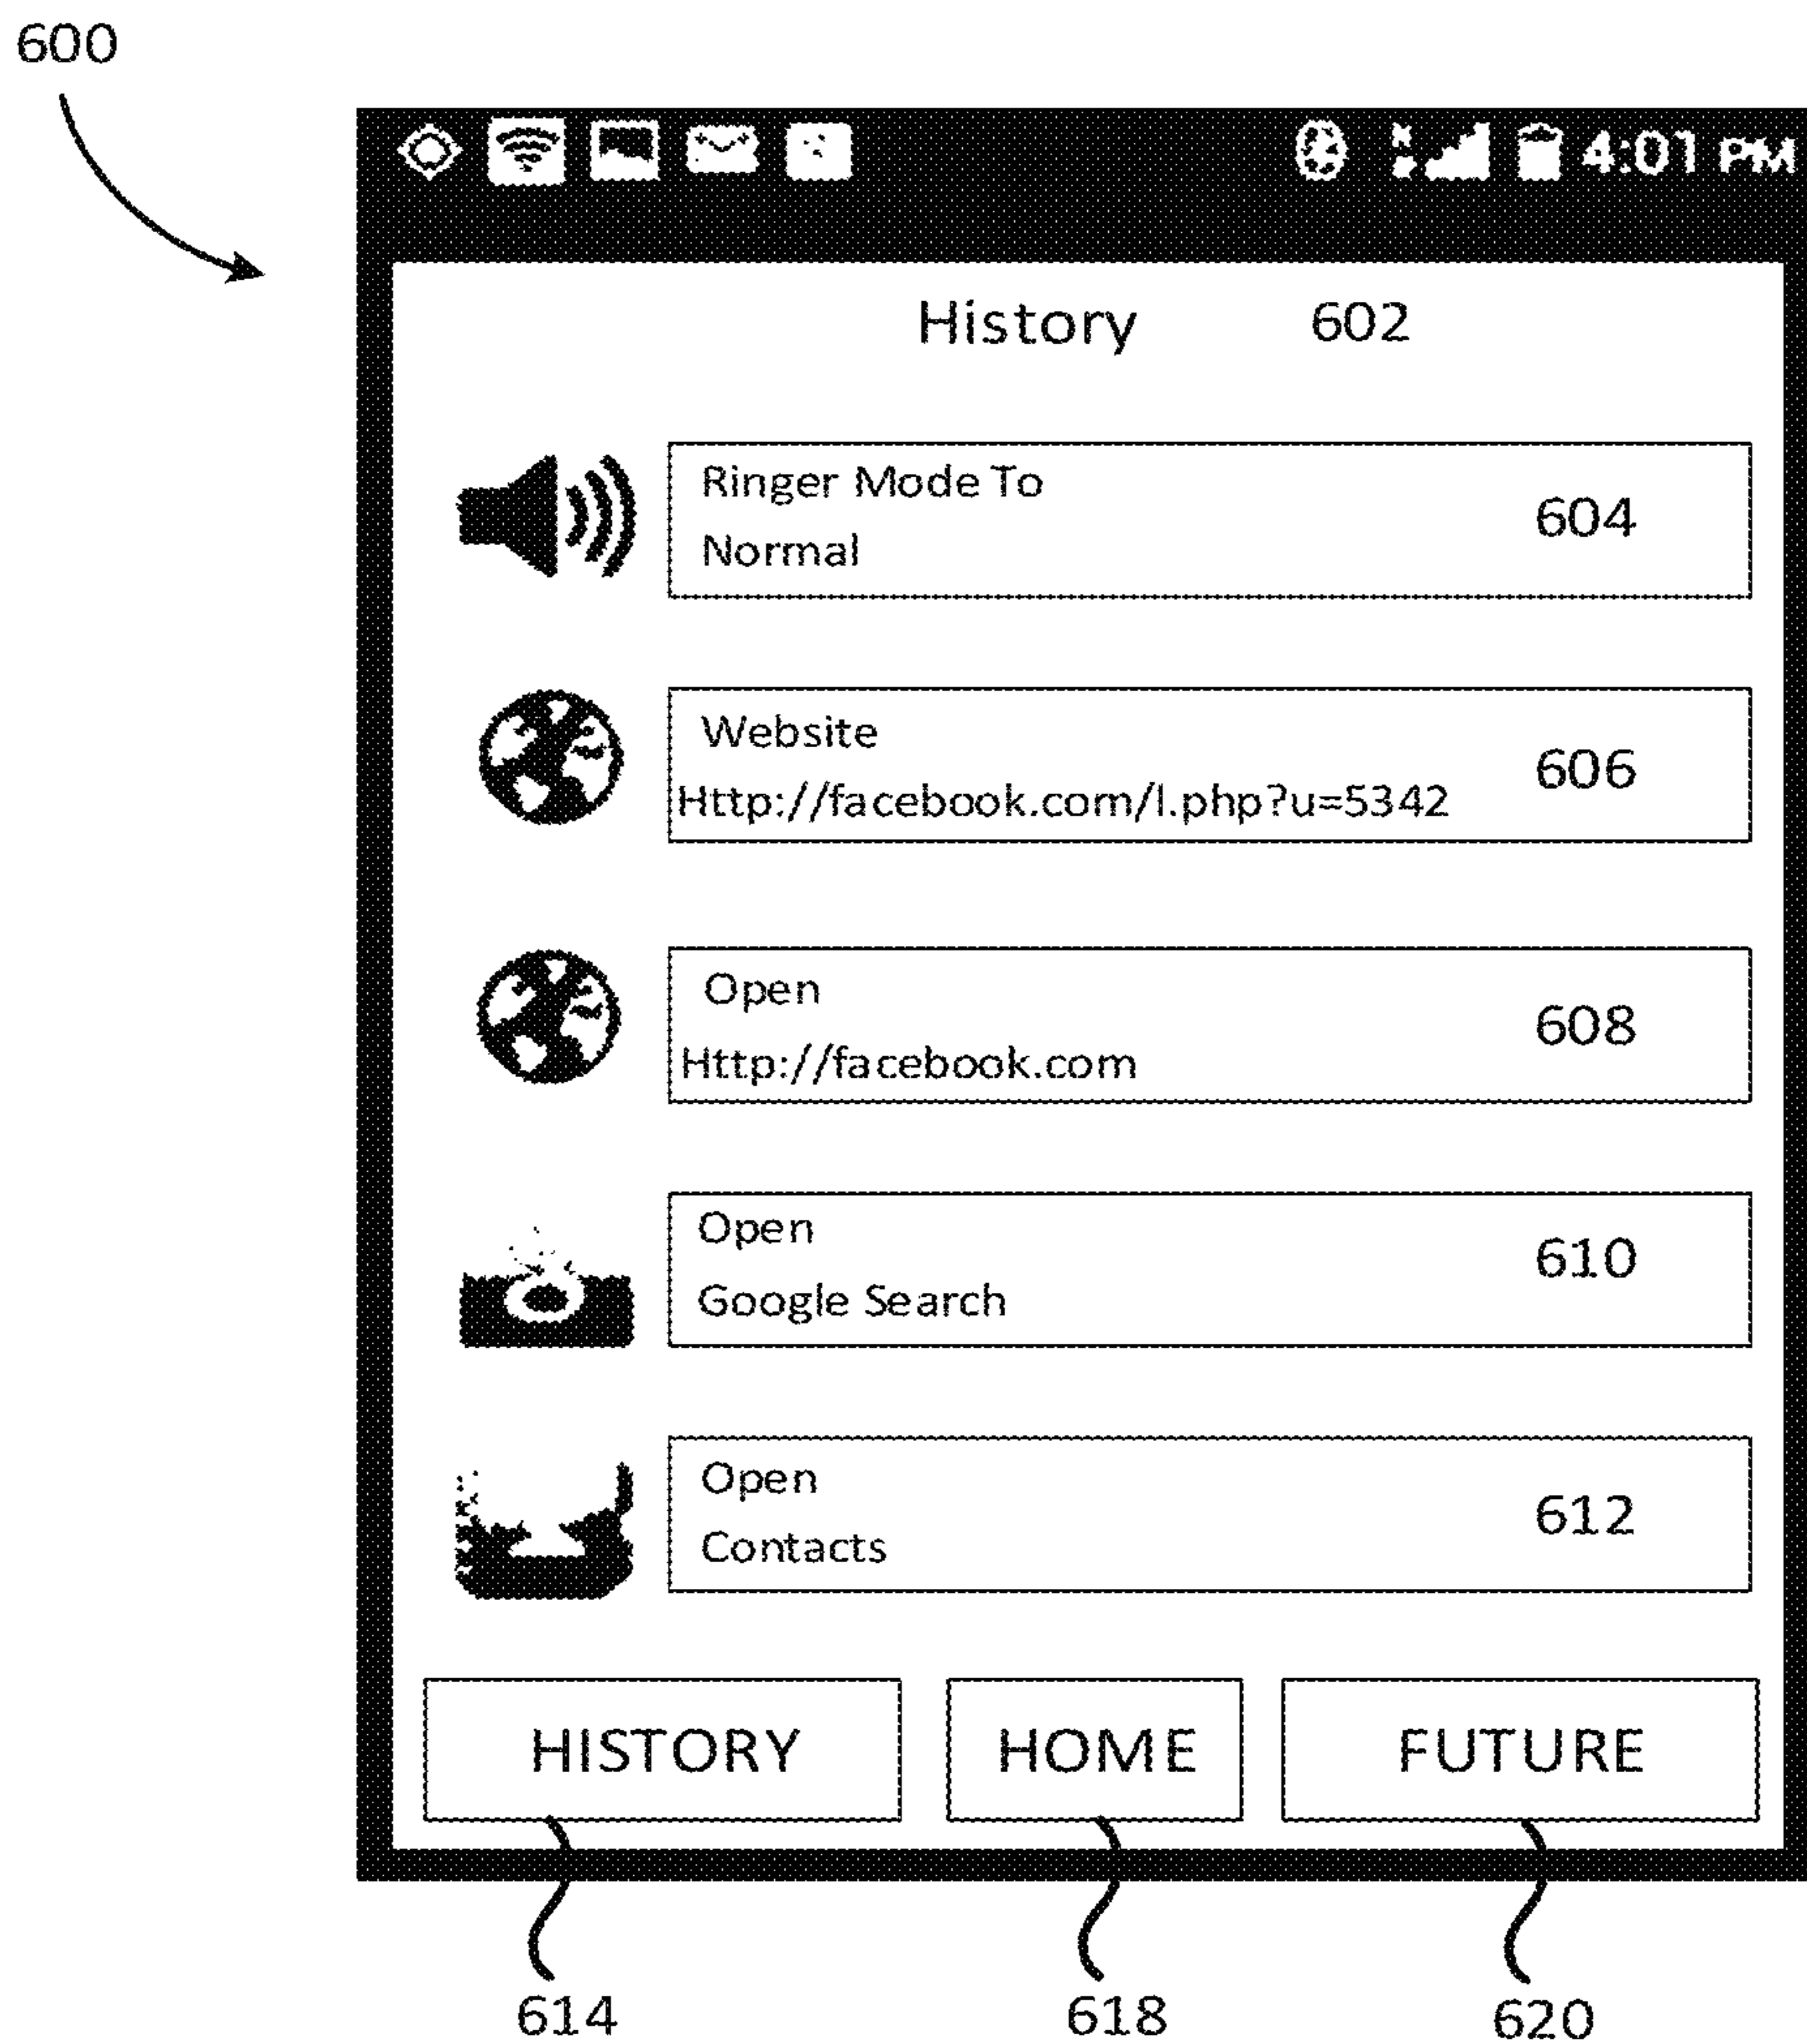 600
4:01 PM
History 602
Ringer Mode To
Normal
604
Website
Http://facebook.com/l.php?u=5342
606
Open
Http://facebook.com
608
Open
Google Search
610
Open
Contacts
612
HISTORY HOME FUTURE
614 618 620